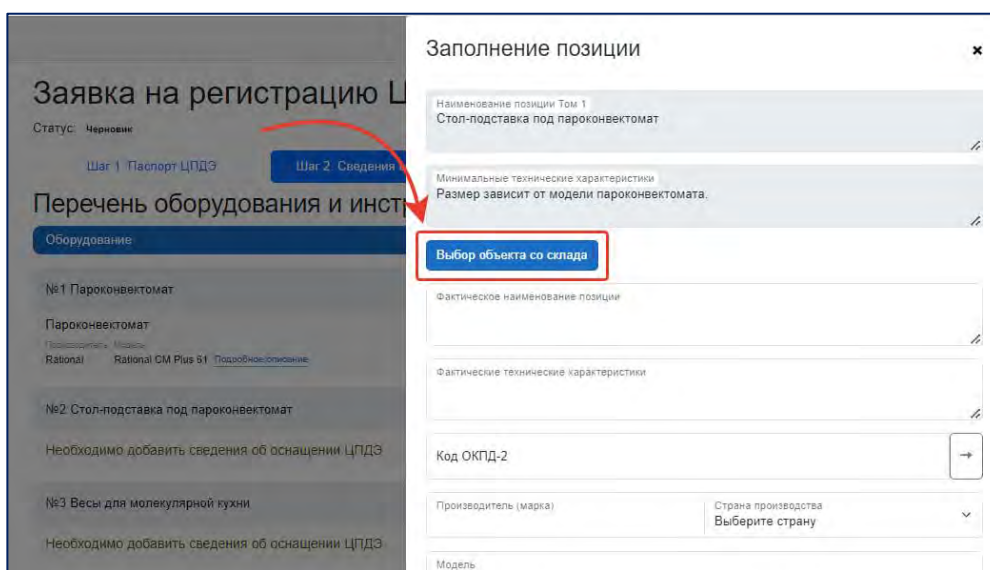 Заявка на регистрацию Ц
Статус: Черновик
Шаг 1. Паспорт ЦПДЭ
Шаг 2. Сведения
Перечень оборудования и инстр
Оборудование
№1 Пароконвектомат
Пароконвектомат
Производитель Модель
Rational Rational CM Plus 61 Подробное описание
№2 Стол-подставка под пароконвектомат
Необходимо добавить сведения об оснащении ЦПДЭ
№3 Весы для молекулярной кухни
Необходимо добавить сведения об оснащении ЦПДЭ
Заполнение позиции
Наименование позиции Том 1
Стол-подставка под пароконвектомат
Минимальные технические характеристики
Размер зависит от модели пароконвектомата.
Выбор объекта со склада
Фактическое наименование позиции
Фактические технические характеристики
Код ОКПД-2
Производитель (марка)
Страна производства
Выберите страну
Модель